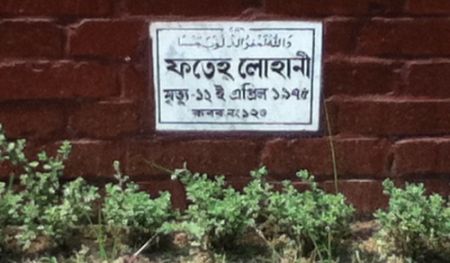 ফতেহ্ লোহানী
মৃত্যু-১২ ই এপ্রিল ১৯৭৫
কবর নং ১২০